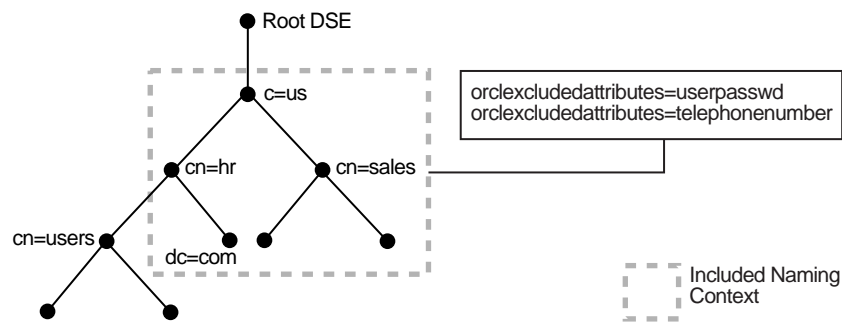 Root DSE
c=us
orclexcludedattributes=userpasswd
orclexcludedattributes=telephonenumber
cn=hr
cn=sales
cn=users
dc=com
Included Naming
Context